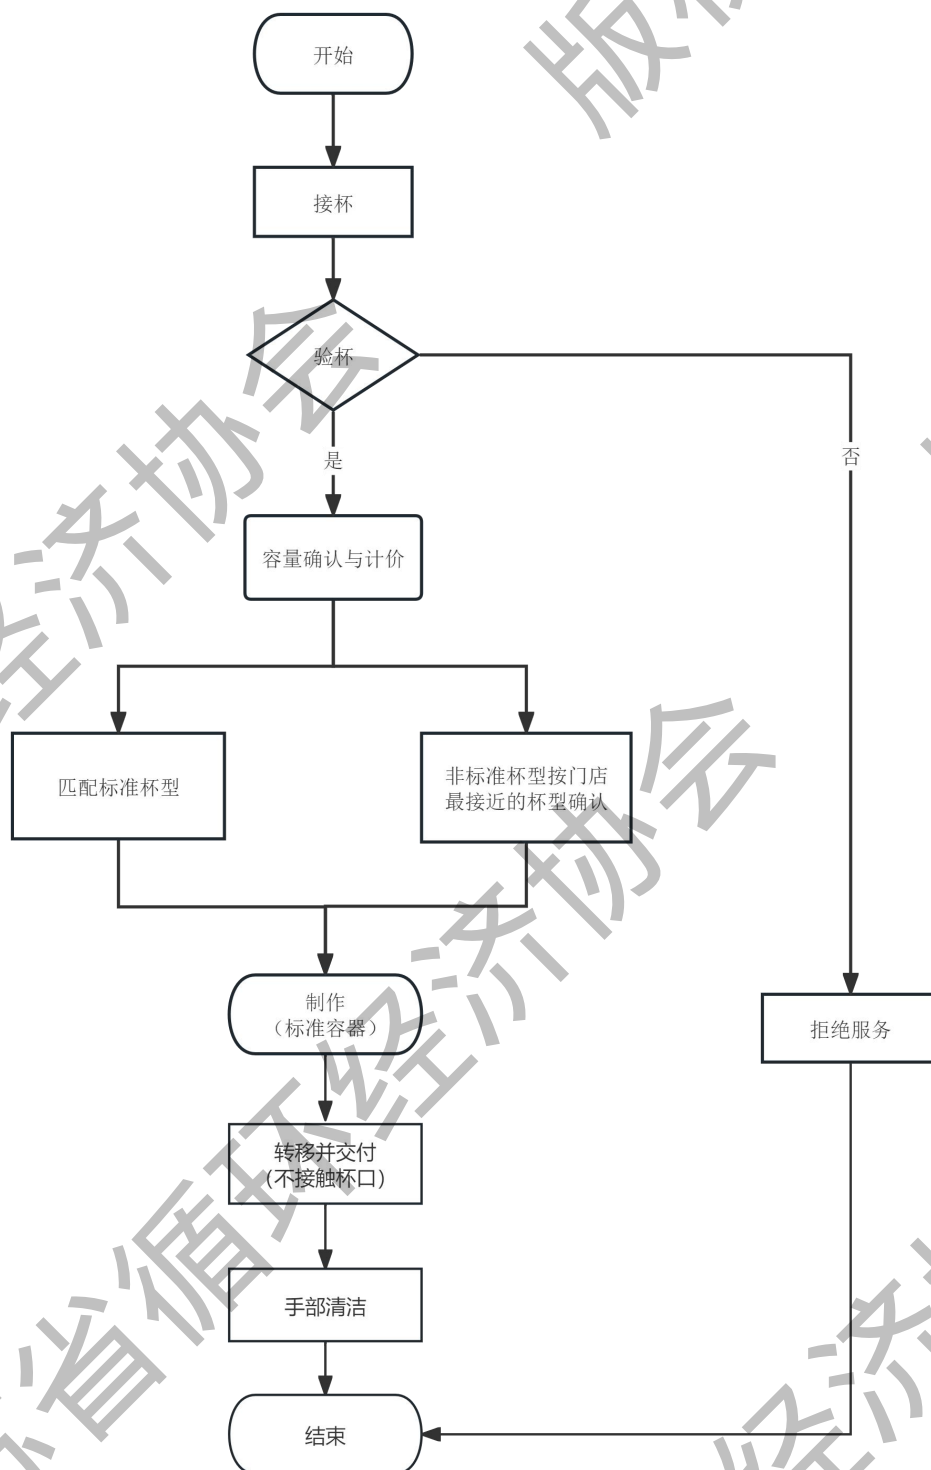 开始
接杯
验杯
是
否
容量确认与计价
匹配标准杯型
非标准杯型按门店
最接近的杯型确认
制作
（标准容器）
拒绝服务
转移并交付
(不接触杯口)
手部清洁
结束
经济协会
省循环经济协会
经济
版权